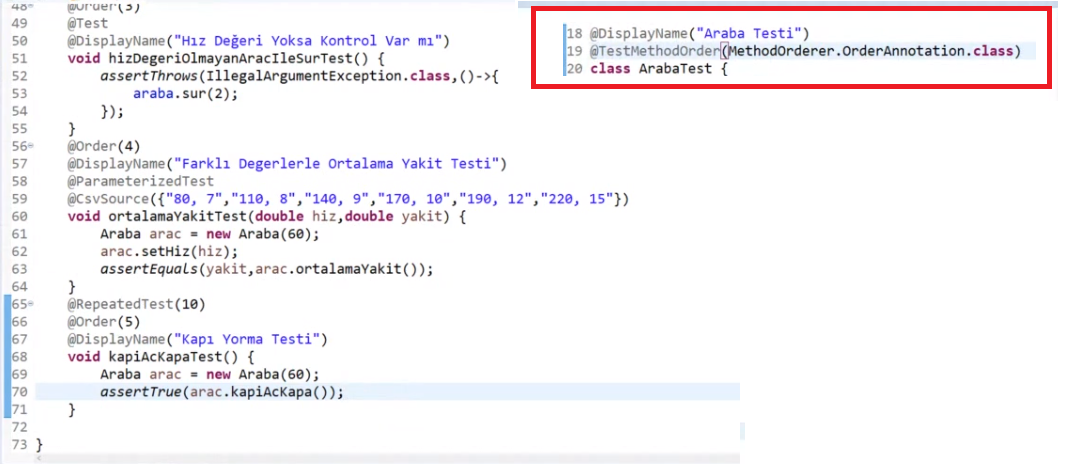 48 @Order(3)
49 @Test
50 @DisplayName("Hız Değeri Yoksa Kontrol Var mı")
51 void hizDegeriOlmayanAracIleSurTest() {
52 assertThrows(IllegalArgumentException.class,()->{
53 araba.sur(2);
54 });
55 }
56 @Order(4)
57 @DisplayName("Farklı Degerlerle Ortalama Yakit Testi")
58 @ParameterizedTest
59 @CsvSource({"80, 7","110, 8","140, 9","170, 10","190, 12","220, 15"})
60 void ortalamaYakitTest(double hiz,double yakit) {
61 Araba arac = new Araba(60);
62 arac.setHiz(hiz);
63 assertEquals(yakit,arac.ortalamaYakit());
64 }
65 @RepeatedTest(10)
66 @Order(5)
67 @DisplayName("Kapı Yorma Testi")
68 void kapiAcKapaTest() {
69 Araba arac = new Araba(60);
70 assertTrue(arac.kapiAcKapa());
71 }
72
73 }
18 @DisplayName("Araba Testi")
19 @TestMethodOrder(MethodOrderer.OrderAnnotation.class)
20 class ArabaTest {